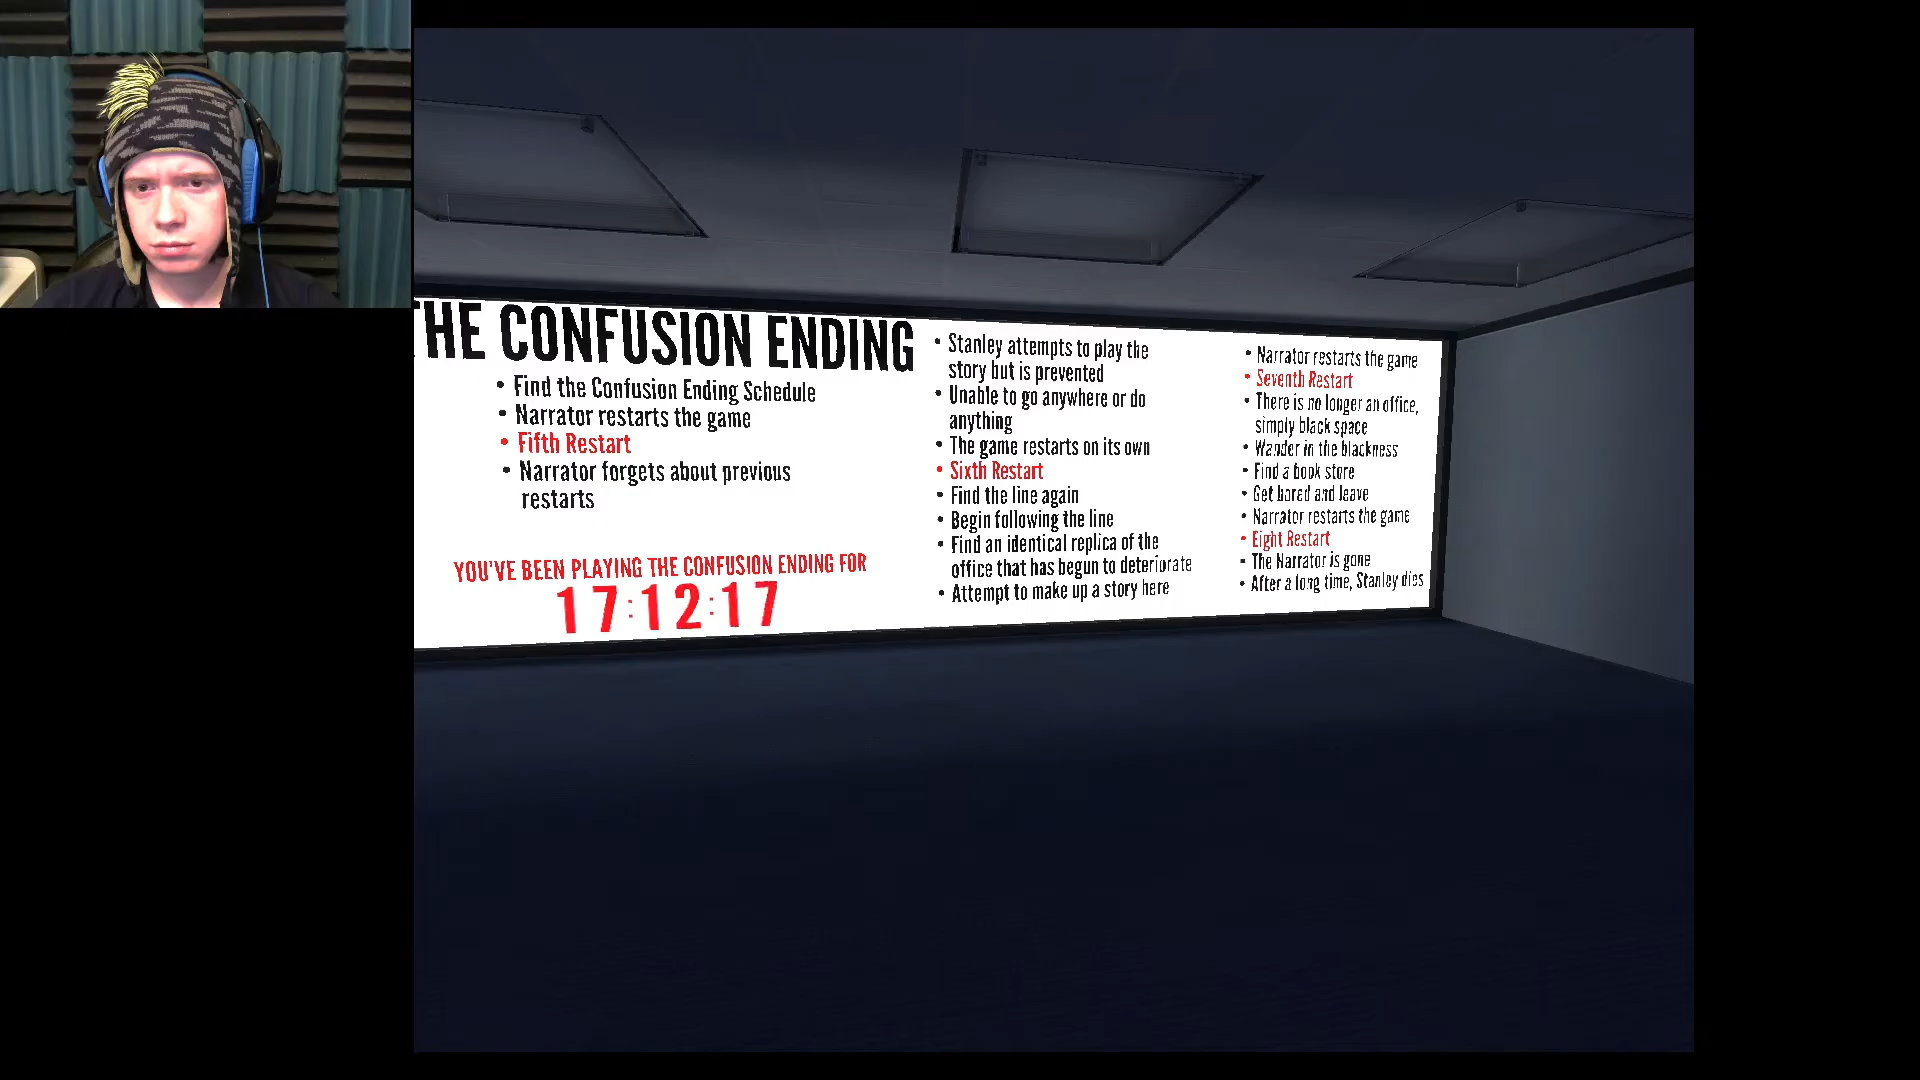 THE CONFUSION ENDING
• Find the Confusion Ending Schedule
• Narrator restarts the game
• Fifth Restart
• Narrator forgets about previous
restarts
YOU'VE BEEN PLAYING THE CONFUSION ENDING FOR
17:12:17
• Stanley attempts to play the
story but is prevented
• Unable to go anywhere or do
anything
• The game restarts on its own
• Sixth Restart
• Find the line again
• Begin following the line
• Find an identical replica of the
office that has begun to deteriorate
• Attempt to make up a story here
• Narrator restarts the game
• Seventh Restart
• There is no longer an office,
simply black space
• Wander in the blackness
• Find a book store
• Get bored and leave
• Narrator restarts the game
• Eight Restart
• The Narrator is gone
• After a long time, Stanley dies